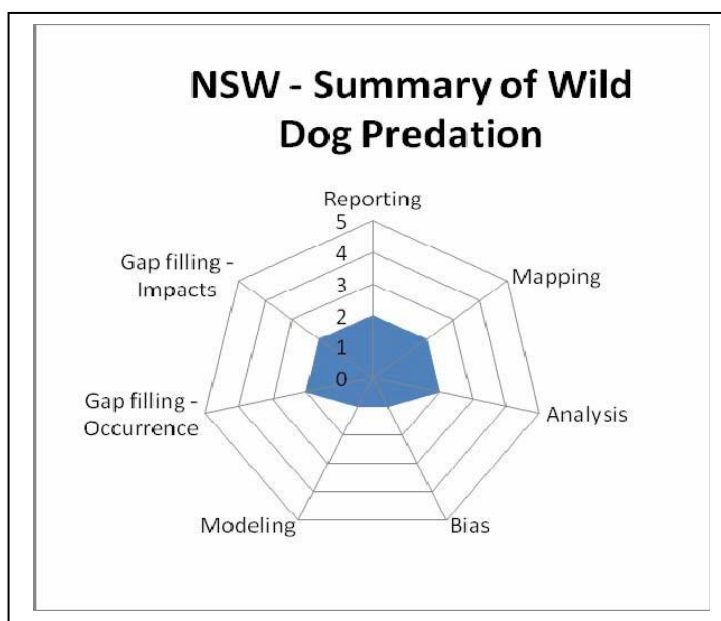 NSW - Summary of Wild
Dog Predation
Reporting
5
4
3
2
1
0
Mapping
Analysis
Bias
Modeling
Gap filling -
Occurrence
Gap filling -
Impacts